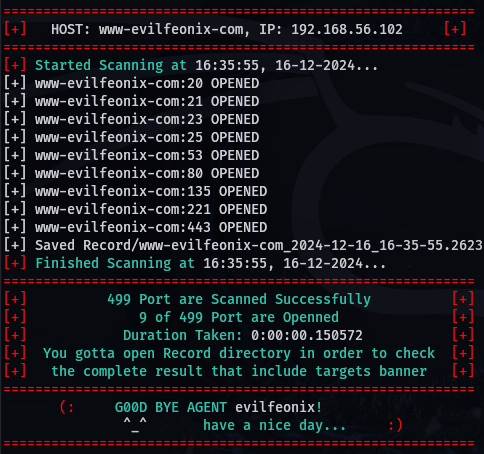 ==========================================================
[+]   HOST: www-evilfeonix-com, IP: 192.168.56.102     [+]
==========================================================
[+] Started Scanning at 16:35:55, 16-12-2024...
[+] www-evilfeonix-com:20 OPENED
[+] www-evilfeonix-com:21 OPENED
[+] www-evilfeonix-com:23 OPENED
[+] www-evilfeonix-com:25 OPENED
[+] www-evilfeonix-com:53 OPENED
[+] www-evilfeonix-com:80 OPENED
[+] www-evilfeonix-com:135 OPENED
[+] www-evilfeonix-com:221 OPENED
[+] www-evilfeonix-com:443 OPENED
[+] Saved Record/www-evilfeonix-com_2024-12-16_16-35-55.2623
[+] Finished Scanning at 16:35:55, 16-12-2024...
==========================================================
[+]          499 Port are Scanned Successfully          [+]
[+]              9 of 499 Port are Openned              [+]
[+]            Duration Taken: 0:00:00.150572           [+]
[+]  You gotta open Record directory in order to check  [+]
[+]   the complete result that include targets banner   [+]
==========================================================
(:     G00D BYE AGENT evilfeonix!
^_^       have a nice day...     :)
==========================================================